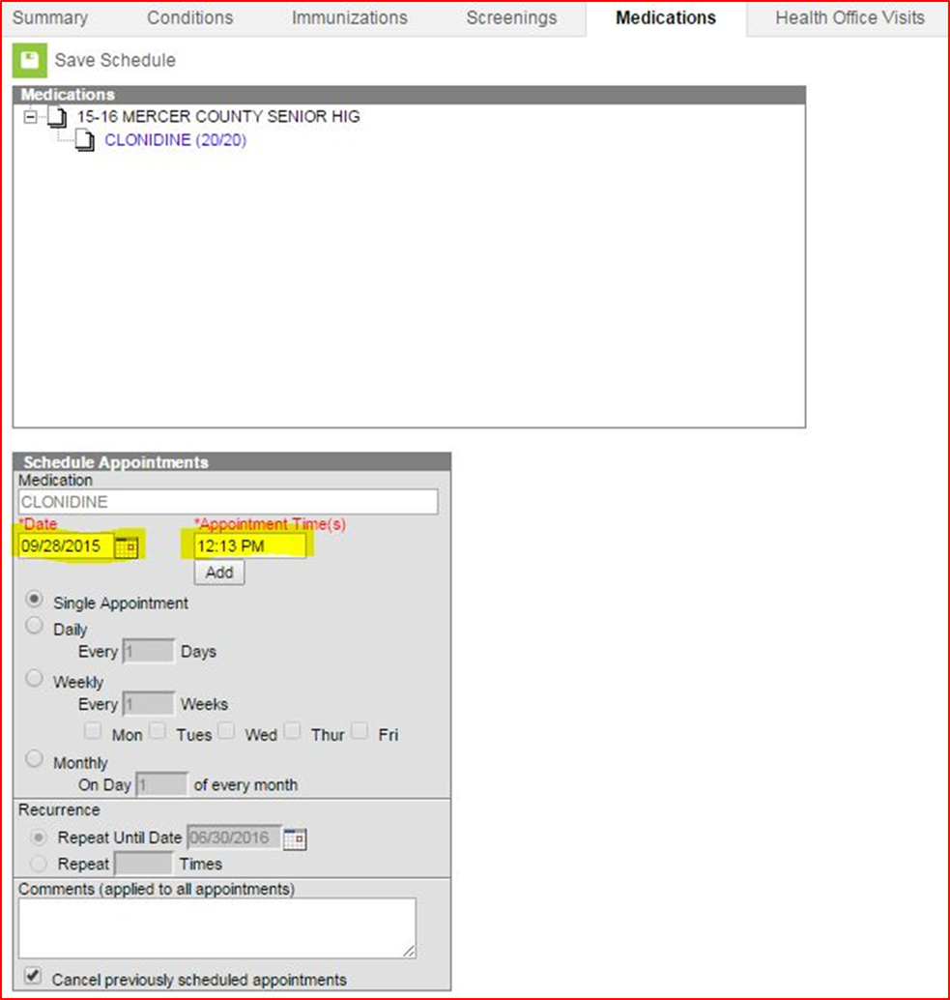 Summary Conditions Immunizations Screenings Medications Health Office Visits
Save Schedule
Medications
15-16 MERCER COUNTY SENIOR HIG
CLONIDINE (20/20)
Schedule Appointments
Medication
CLONIDINE
*Date *Appointment Time(s)
09/28/2015 12:13 PM
Add
Single Appointment
Daily
Every 1 Days
Weekly
Every 1 Weeks
Mon Tues Wed Thur Fri
Monthly
On Day 1 of every month
Recurrence
Repeat Until Date 06/30/2016
Repeat Times
Comments (applied to all appointments)
Cancel previously scheduled appointments